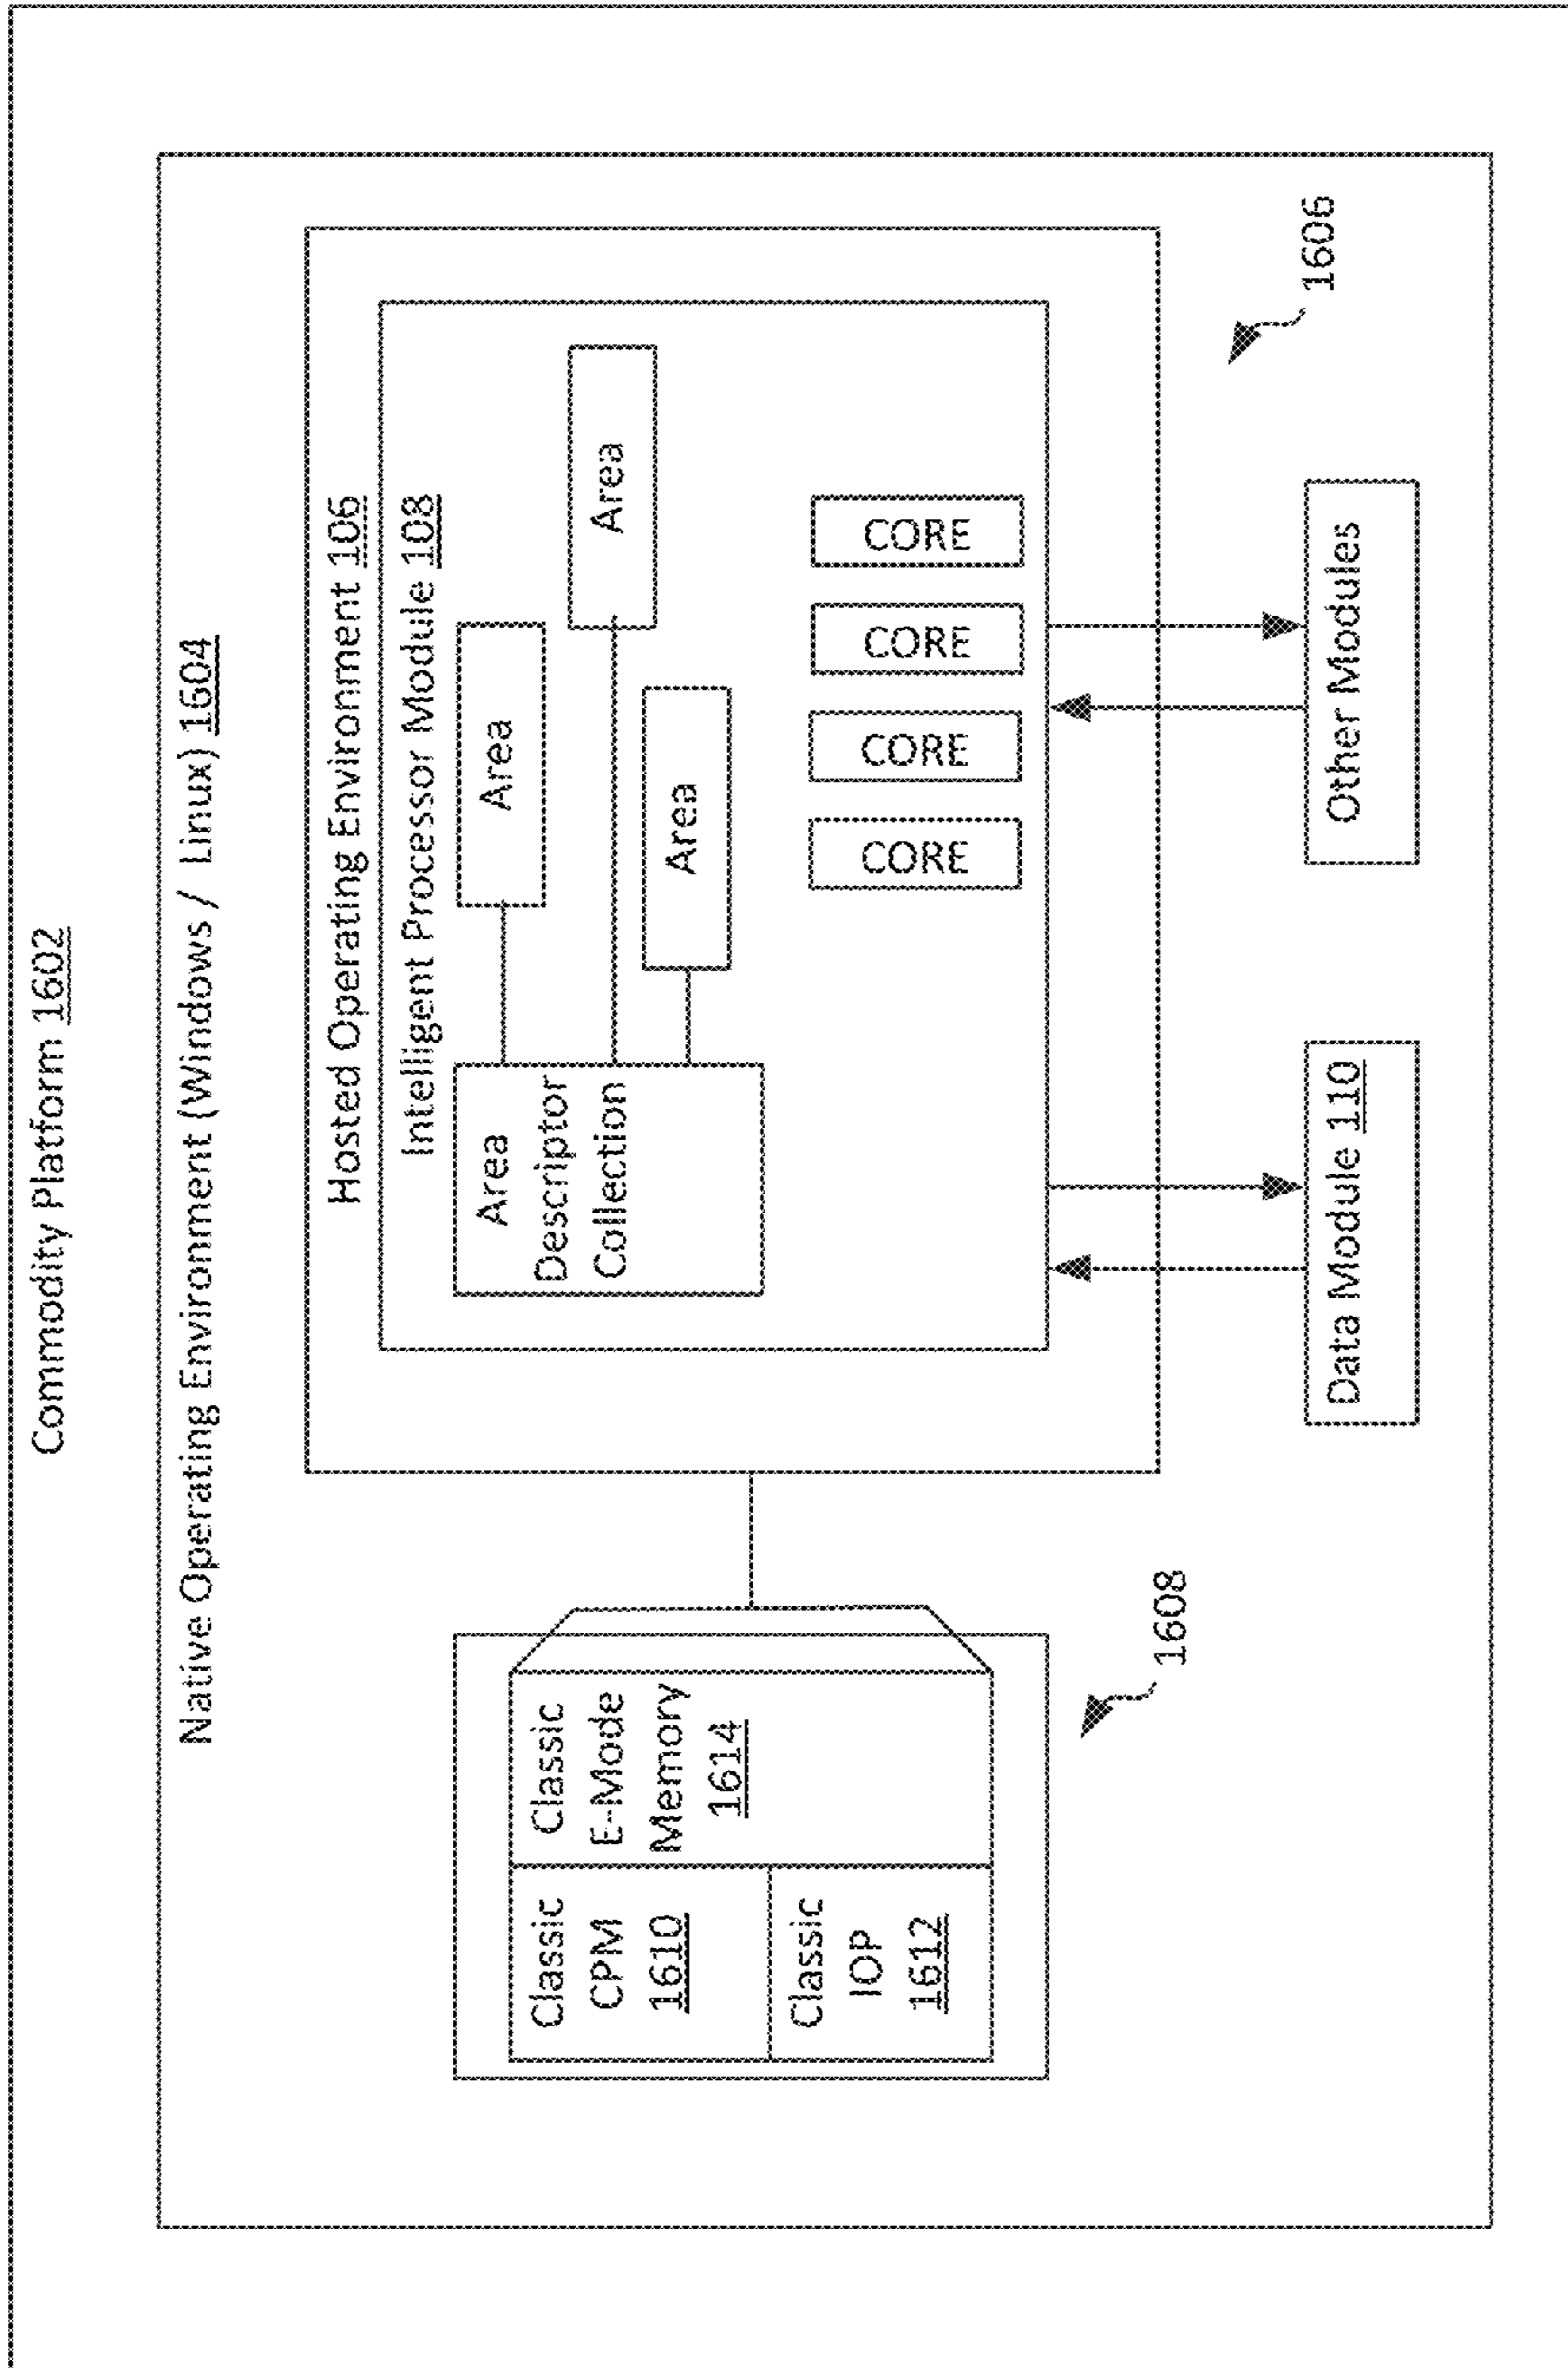 Commodity Platform 1602
Native Operating Environment (Windows / Linux) 1604
Classic
CPM
1610
Classic
IOP
1612
Classic
E-Mode
Memory
1614
1608
Hosted Operating Environment 106
Intelligent Processor Module 108
Area
Descriptor
Collection
Area
Area
Area
CORE
CORE
CORE
CORE
Data Module 110
Other Modules
1606